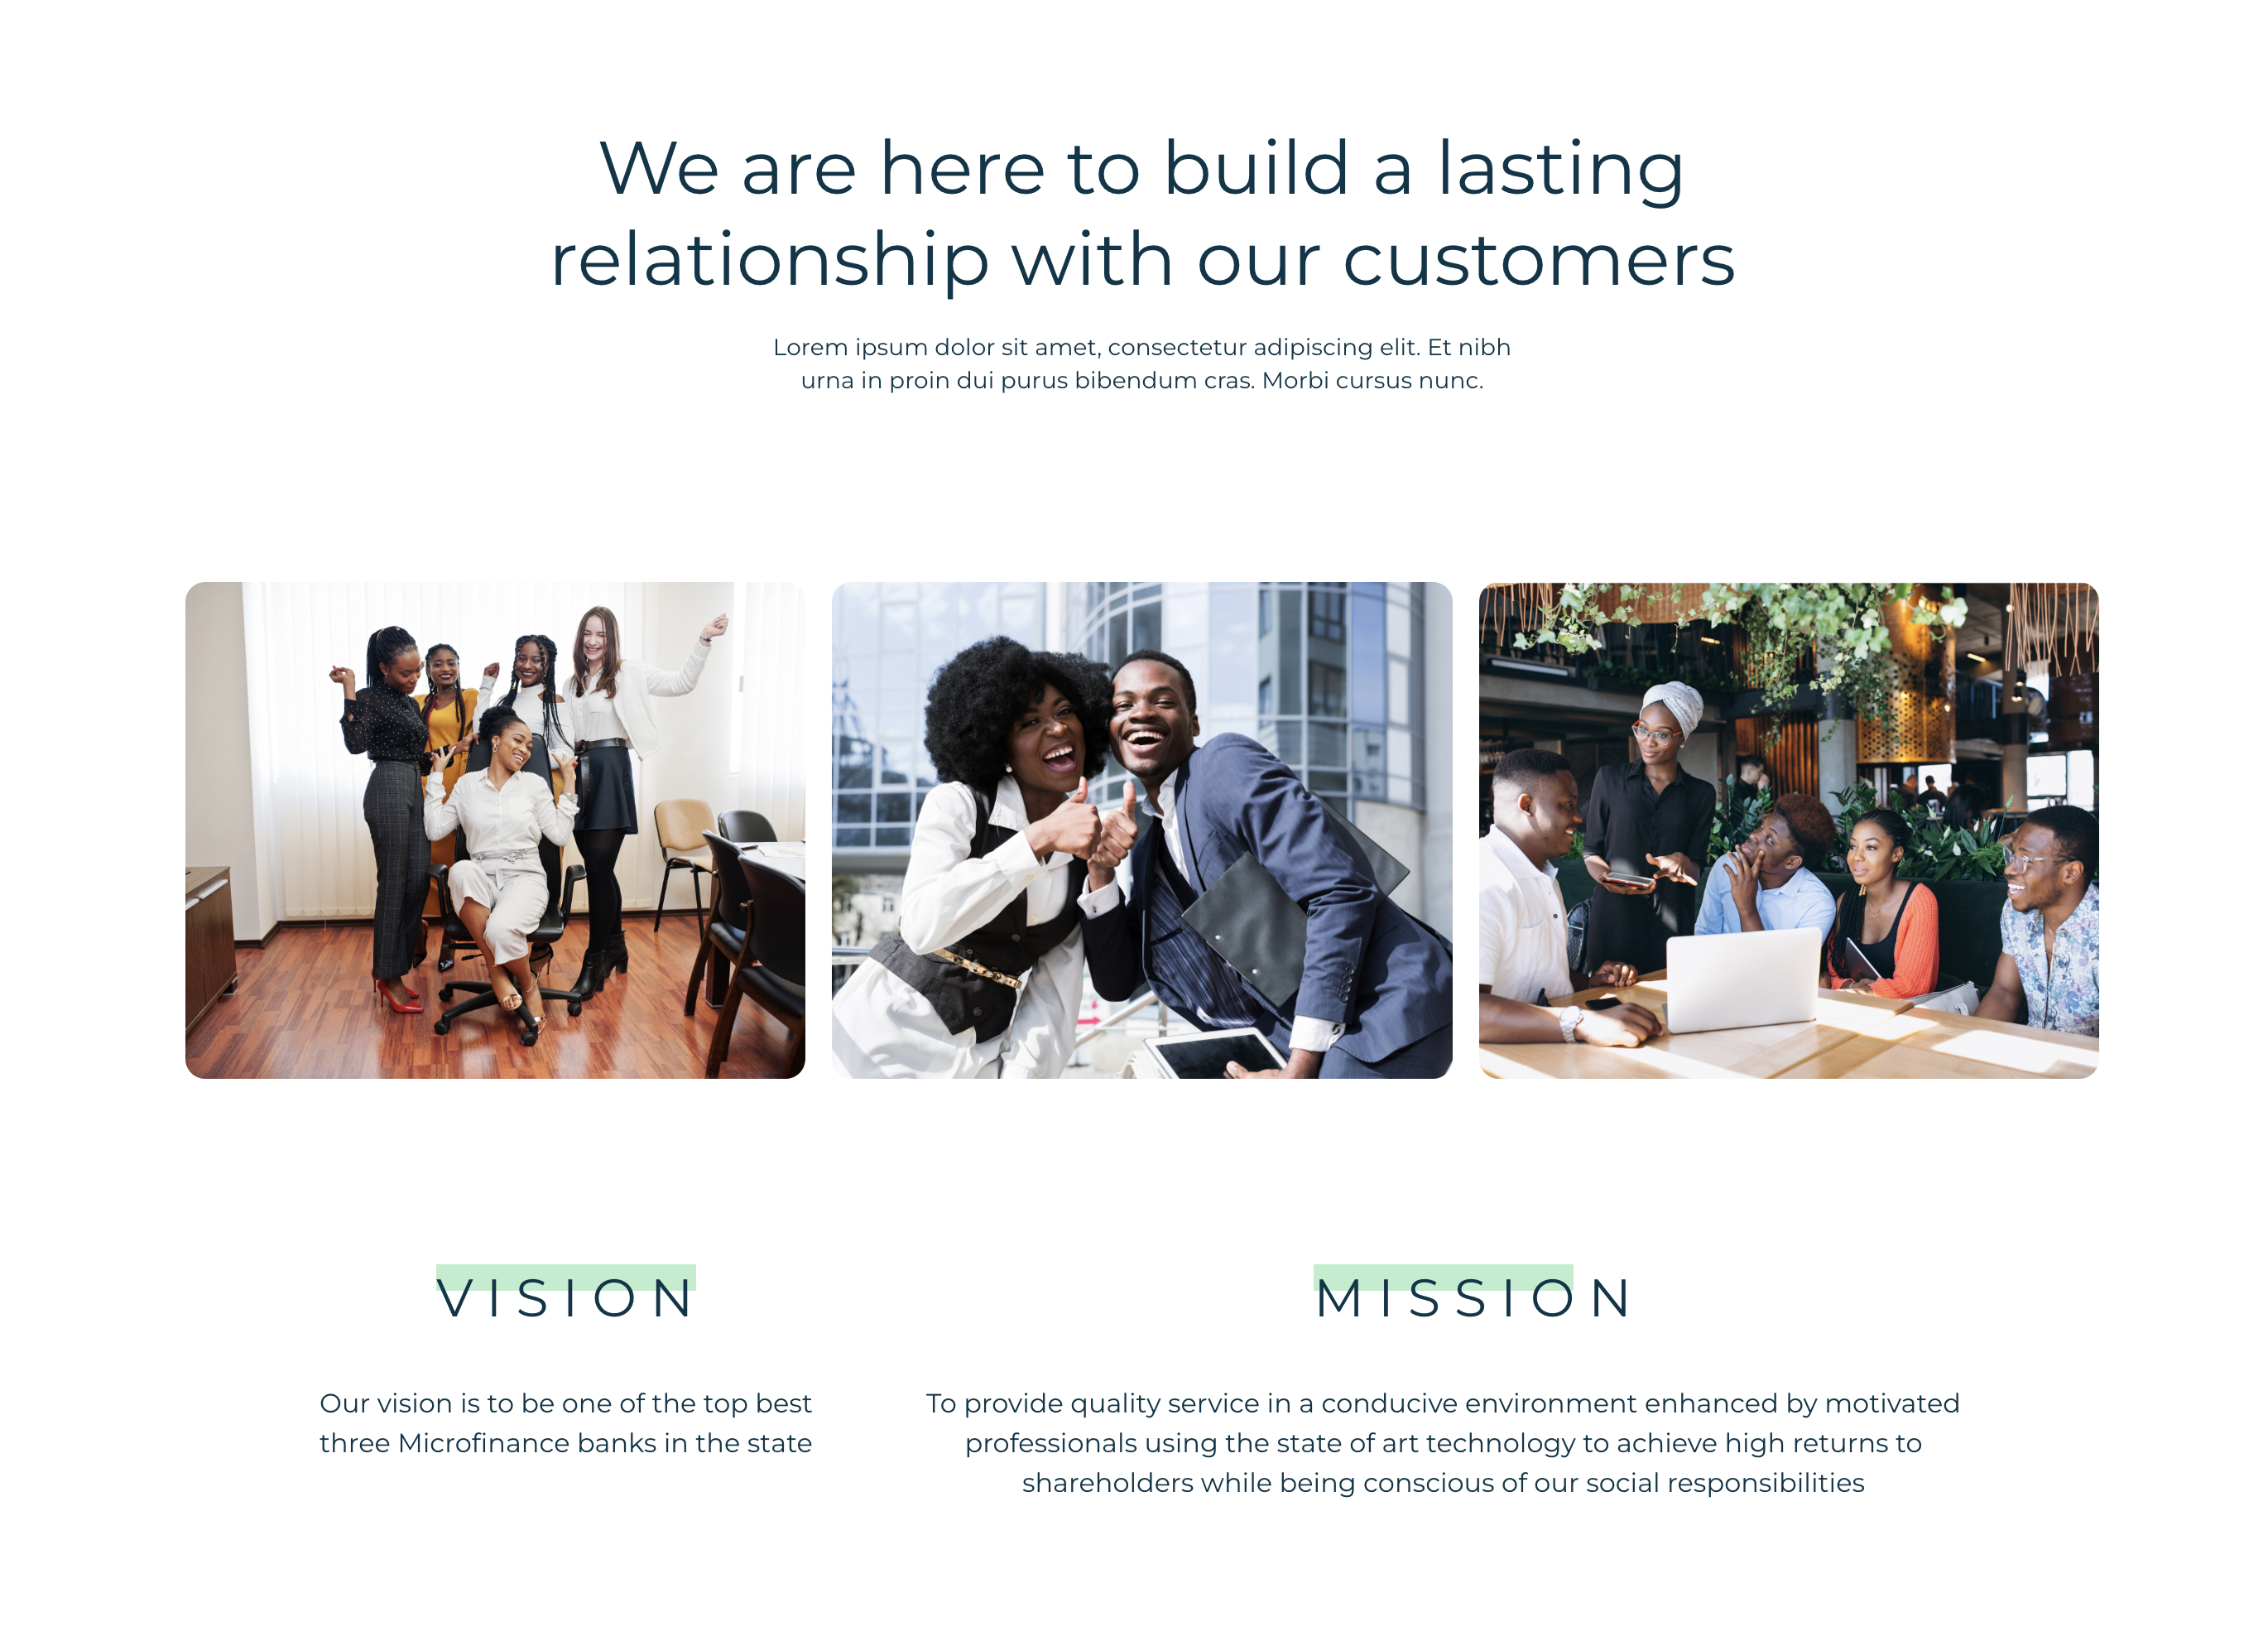 We are here to build a lasting
relationship with our customers
Lorem ipsum dolor sit amet, consectetur adipiscing elit. Et nibh
urna in proin dui purus bibendum cras. Morbi cursus nunc.
VISION
Our vision is to be one of the top best
three Microfinance banks in the state
MISSION
To provide quality service in a conducive environment enhanced by motivated
professionals using the state of art technology to achieve high returns to
shareholders while being conscious of our social responsibilities